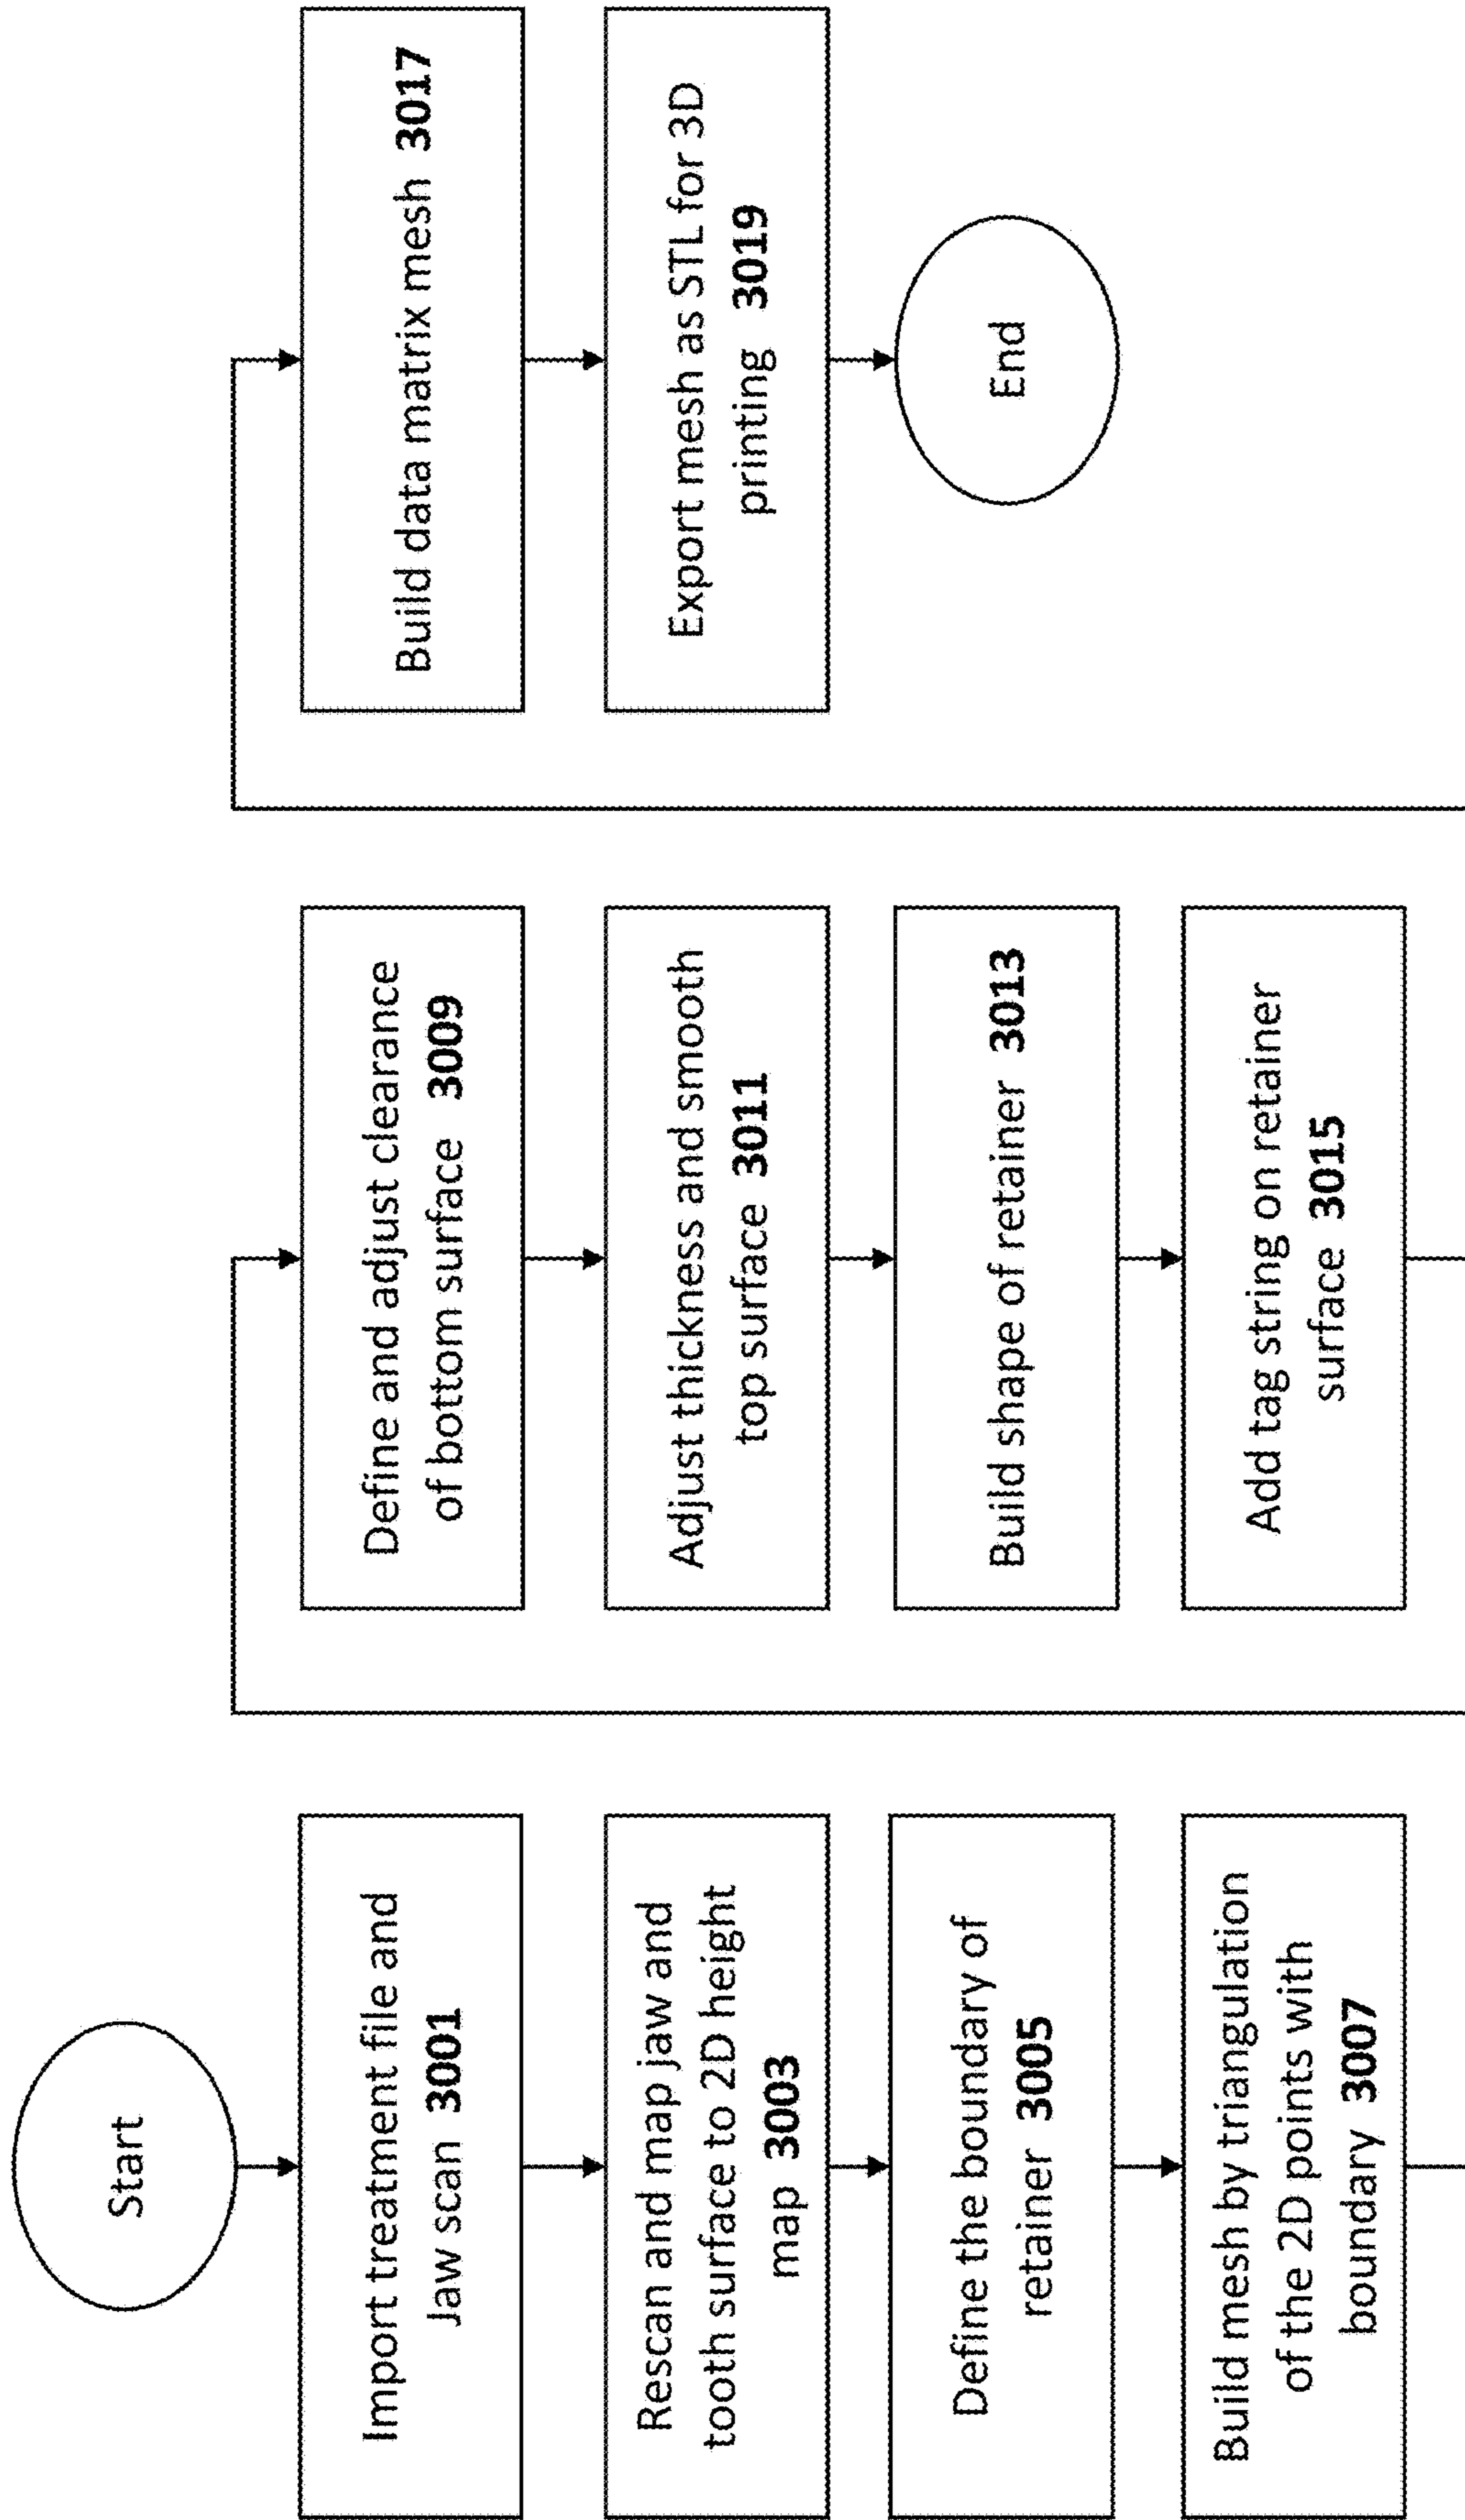 Start
Import treatment file and
Jaw scan 3001
Rescan and map jaw and
tooth surface to 2D height
map 3003
Define the boundary of
retainer 3005
Build mesh by triangulation
of the 2D points with
boundary 3007
Define and adjust clearance
of bottom surface 3009
Adjust thickness and smooth
top surface 3011
Build shape of retainer 3013
Add tag string on retainer
surface 3015
Build data matrix mesh 3017
Export mesh as STL for 3D
printing 3019
End